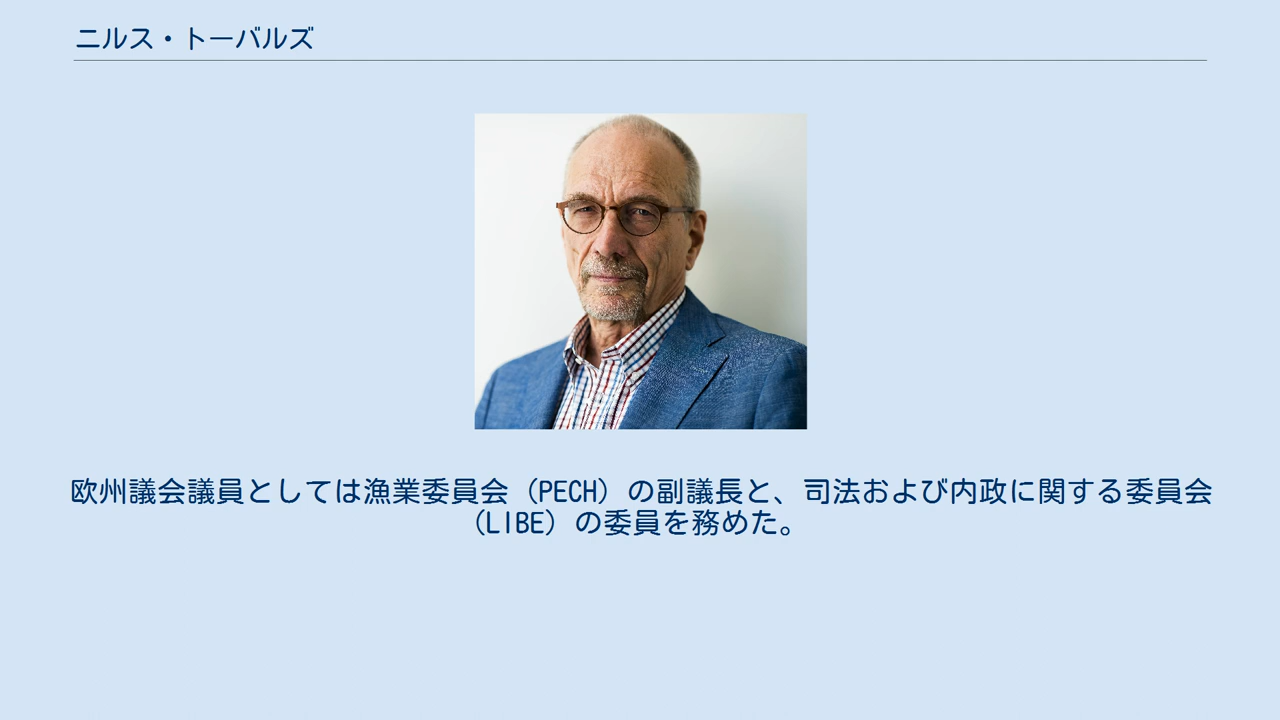 ニルス・トーバルズ
欧州議会議員としては漁業委員会（PECH）の副議長と、司法および内政に関する委員会
（LIBE）の委員を務めた。